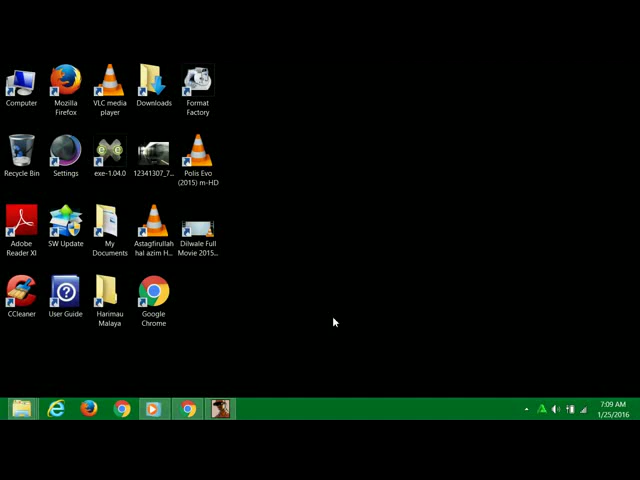 Computer
Mozilla
Firefox
VLC media
player
Downloads
Format
Factory
Recycle Bin
Settings
exe-1.04.0
12341307_7...
Polis Evo
(2015) m-HD
Adobe
Reader XI
SW Update
My
Documents
Astagfirullah
hal azim H...
Dilwale Full
Movie 2015...
CCleaner
User Guide
Harimau
Malaya
Google
Chrome
7:09 AM
1/25/2016